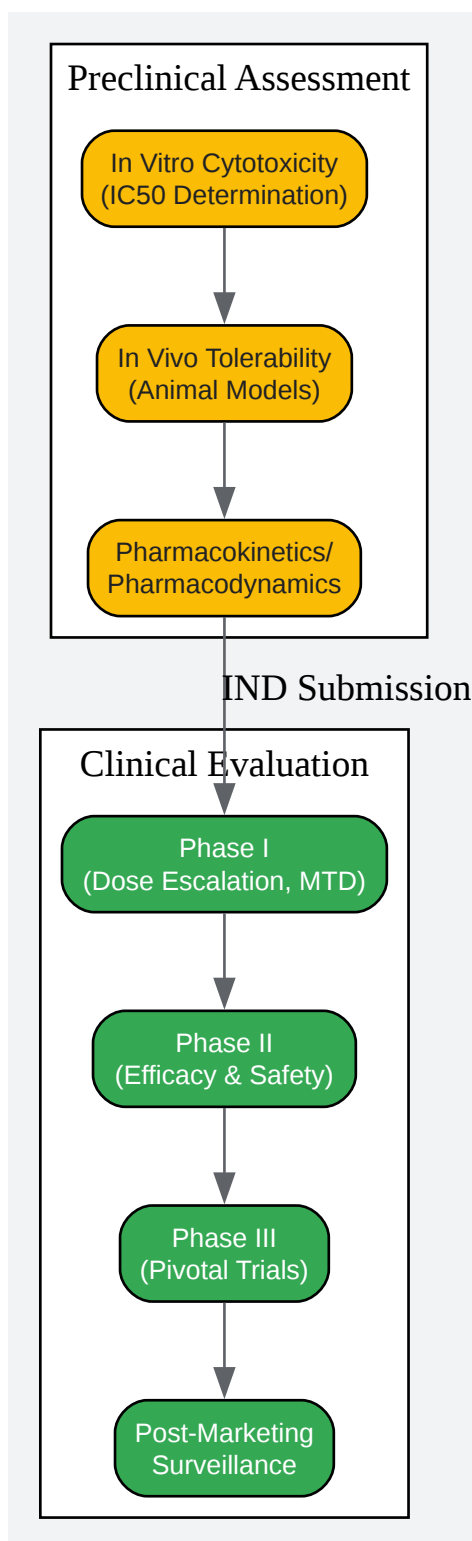 Preclinical Assessment
In Vitro Cytotoxicity
(IC50 Determination)
In Vivo Tolerability
(Animal Models)
Pharmacokinetics/
Pharmacodynamics
IND Submission
Clinical Evaluation
Phase I
(Dose Escalation, MTD)
Phase II
(Efficacy & Safety)
Phase III
(Pivotal Trials)
Post-Marketing
Surveillance